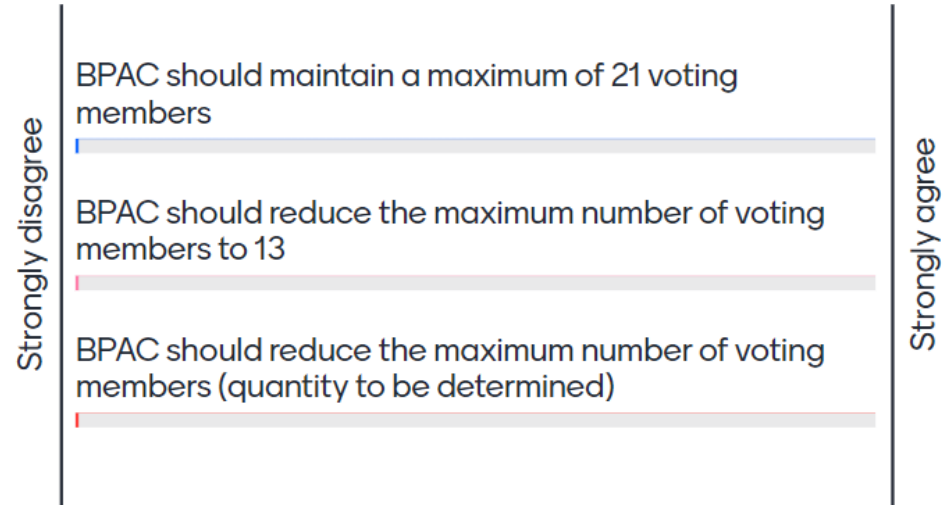 Strongly disagree
BPAC should maintain a maximum of 21 voting
members
BPAC should reduce the maximum number of voting
members to 13
BPAC should reduce the maximum number of voting
members (quantity to be determined)
Strongly agree